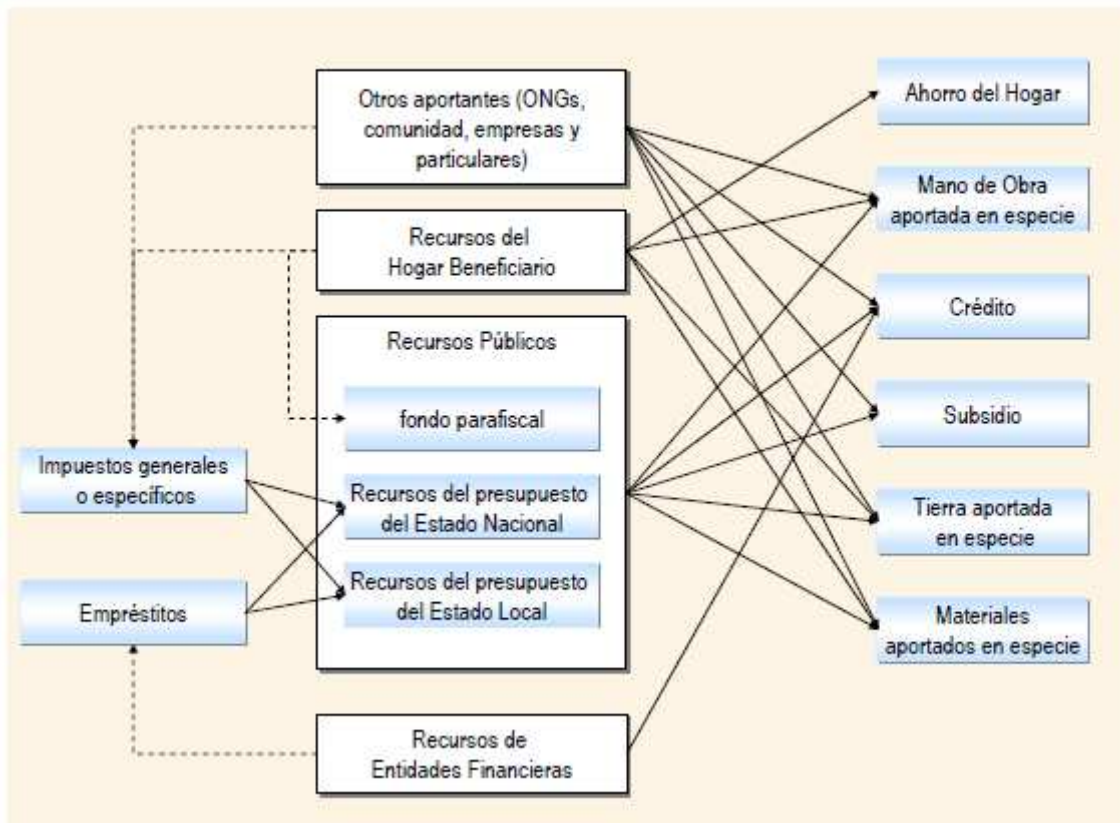 Otros aportantes (ONGs,
comunidad, empresas y
particulares)
Recursos del
Hogar Beneficiario
Recursos Públicos
fondo parafiscal
Recursos del presupuesto
del Estado Nacional
Recursos del presupuesto
del Estado Local
Recursos de
Entidades Financieras
Impuestos generales
o específicos
Empréstitos
Ahorro del Hogar
Mano de Obra
aportada en especie
Crédito
Subsidio
Tierra aportada
en especie
Materiales
aportados en especie